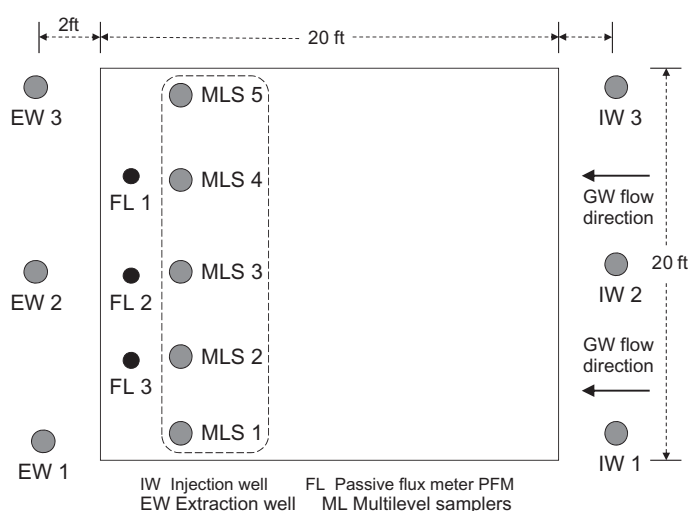 2ft
20 ft
EW 3
MLS 5
IW 3
FL 1
MLS 4
GW flow
direction
EW 2
FL 2
MLS 3
IW 2
20 ft
FL 3
MLS 2
GW flow
direction
EW 1
MLS 1
IW 1
IW Injection well FL Passive flux meter PFM
EW Extraction well ML Multilevel samplers